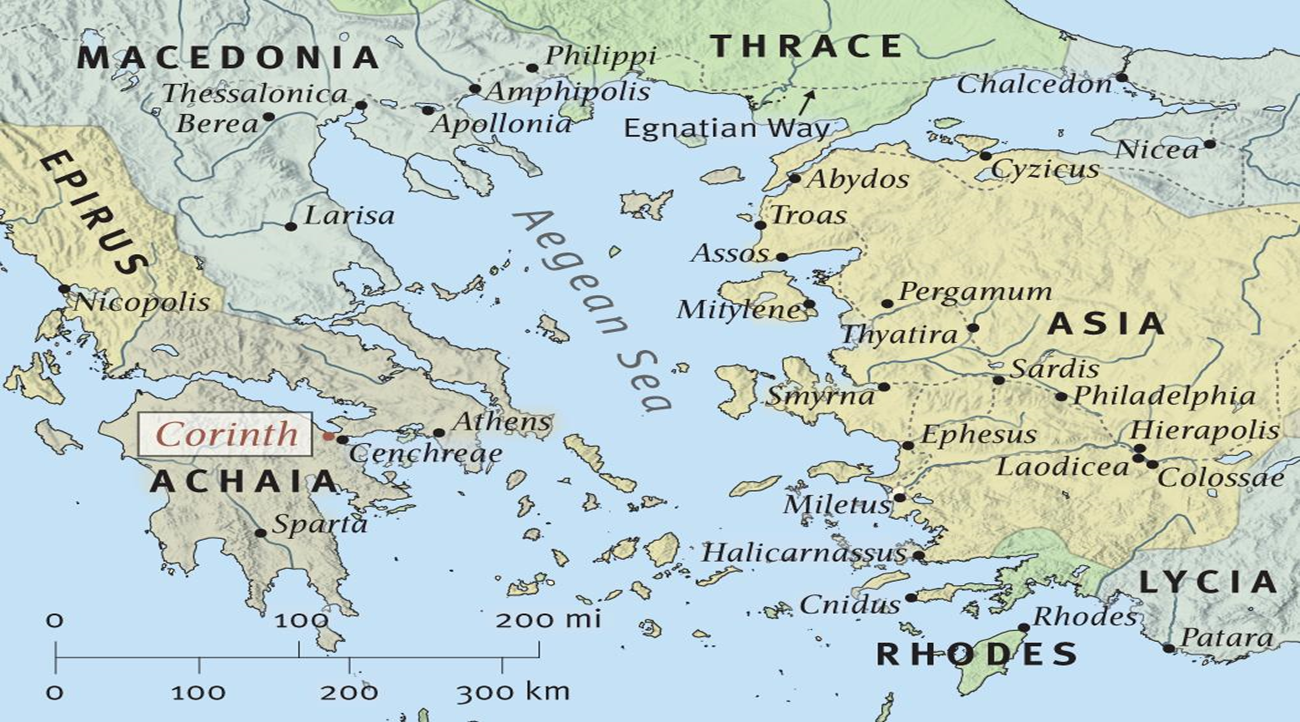 MACEDONIA
THRACE
Philippi
Chalcedon
Thessalonica
Amphipolis
Berea
Apollonia
Egnatian Way
Nicea
EPIRUS
Cyzicus
Abydos
Larisa
Troas
Aegean Sea
Assos
Nicopolis
Mitylene
Pergamum
Thyatira
ASIA
Sardis
Smyrna
Philadelphia
Corinth
Athens
Cenchreae
Ephesus
Hierapolis
Laodicea
Colossae
ACHAIA
Miletus
Sparta
Halicarnassus
LYCIA
Cnidus
Rhodes
RHODES
Patara
0 100 200 mi
0 100 200 300 km